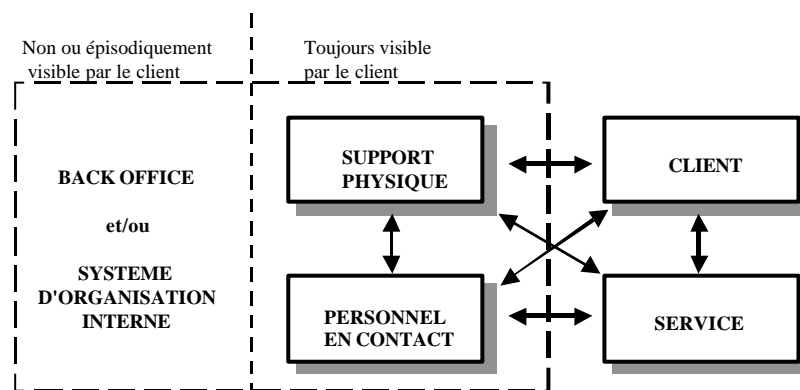 Non ou épisodiquement
visible par le client
Toujours visible
par le client
BACK OFFICE
et/ou
SYSTEME
D'ORGANISATION
INTERNE
SUPPORT
PHYSIQUE
CLIENT
PERSONNEL
EN CONTACT
SERVICE